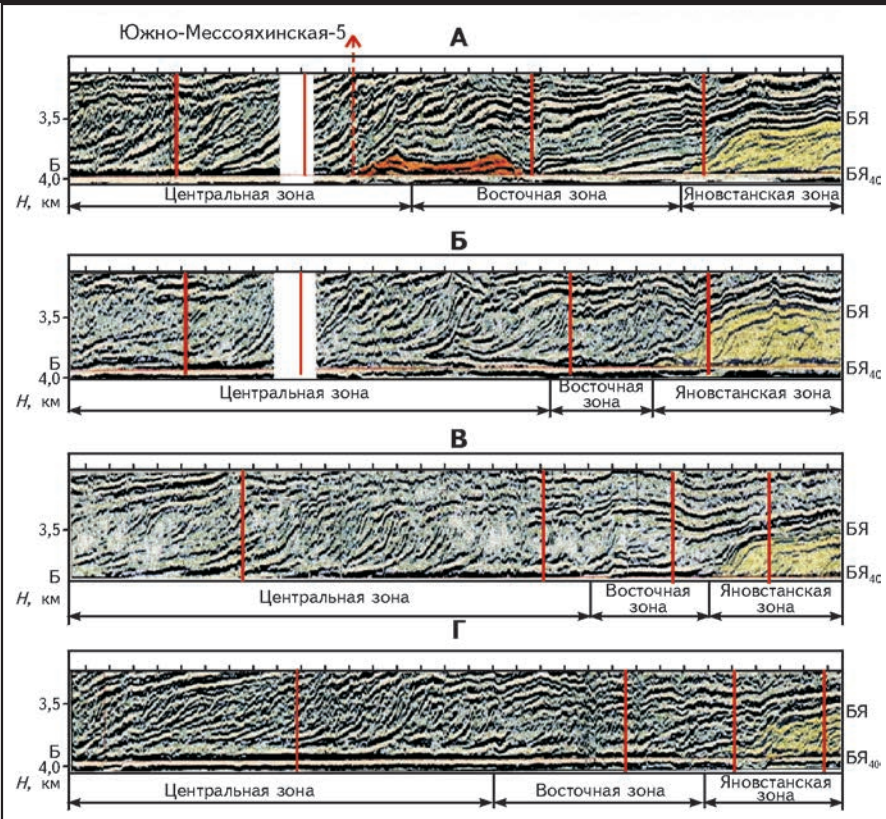 Южно-Мессояхинская-5
А
3,5
БЯ
Б
4,0
БЯ40
Н, км
Центральная зона
Восточная зона
Яновстанская зона
Б
3,5
БЯ
Б
4,0
БЯ40
Н, км
Центральная зона
Восточная
зона
Яновстанская зона
В
3,5
БЯ
Б
БЯ40
Н, км
Центральная зона
Восточная
зона
Яновстанская
зона
Г
3,5
БЯ
Б
4,0
БЯ40
Н, км
Центральная зона
Восточная зона
Яновстанская
зона